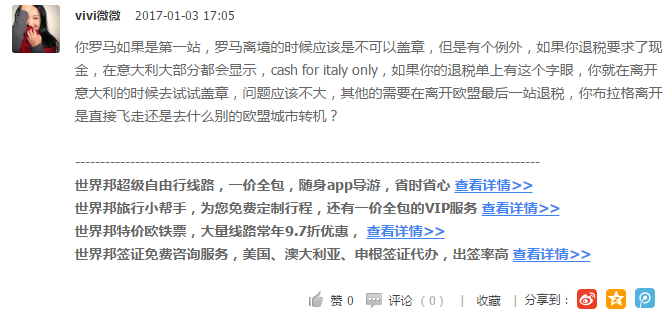 vivi微微 2017-01-03 17:05
你罗马如果是第一站，罗马离境的时候应该是不可以盖章，但是有个例外，如果你退税要求了现
金，在意大利大部分都会显示，cash for italy only，如果你的退税单上有这个字眼，你就在离开
意大利的时候去试试盖章，问题应该不大，其他的需要在离开欧盟最后一站退税，你布拉格离开
是直接飞走还是去什么别的欧盟城市转机？
---------------------------------------------------------------------------------------------
世界邦超级自由行线路，一价全包，随身app导游，省时省心 查看详情>>
世界邦旅行小帮手，为您免费定制行程，还有一价全包的VIP服务 查看详情>>
世界邦特价欧铁票，大量线路常年9.7折优惠， 查看详情>>
世界邦签证免费咨询服务，美国、澳大利亚、申根签证代办，出签率高 查看详情>>
赞 0 评论（0） | 收藏 | 分享到：